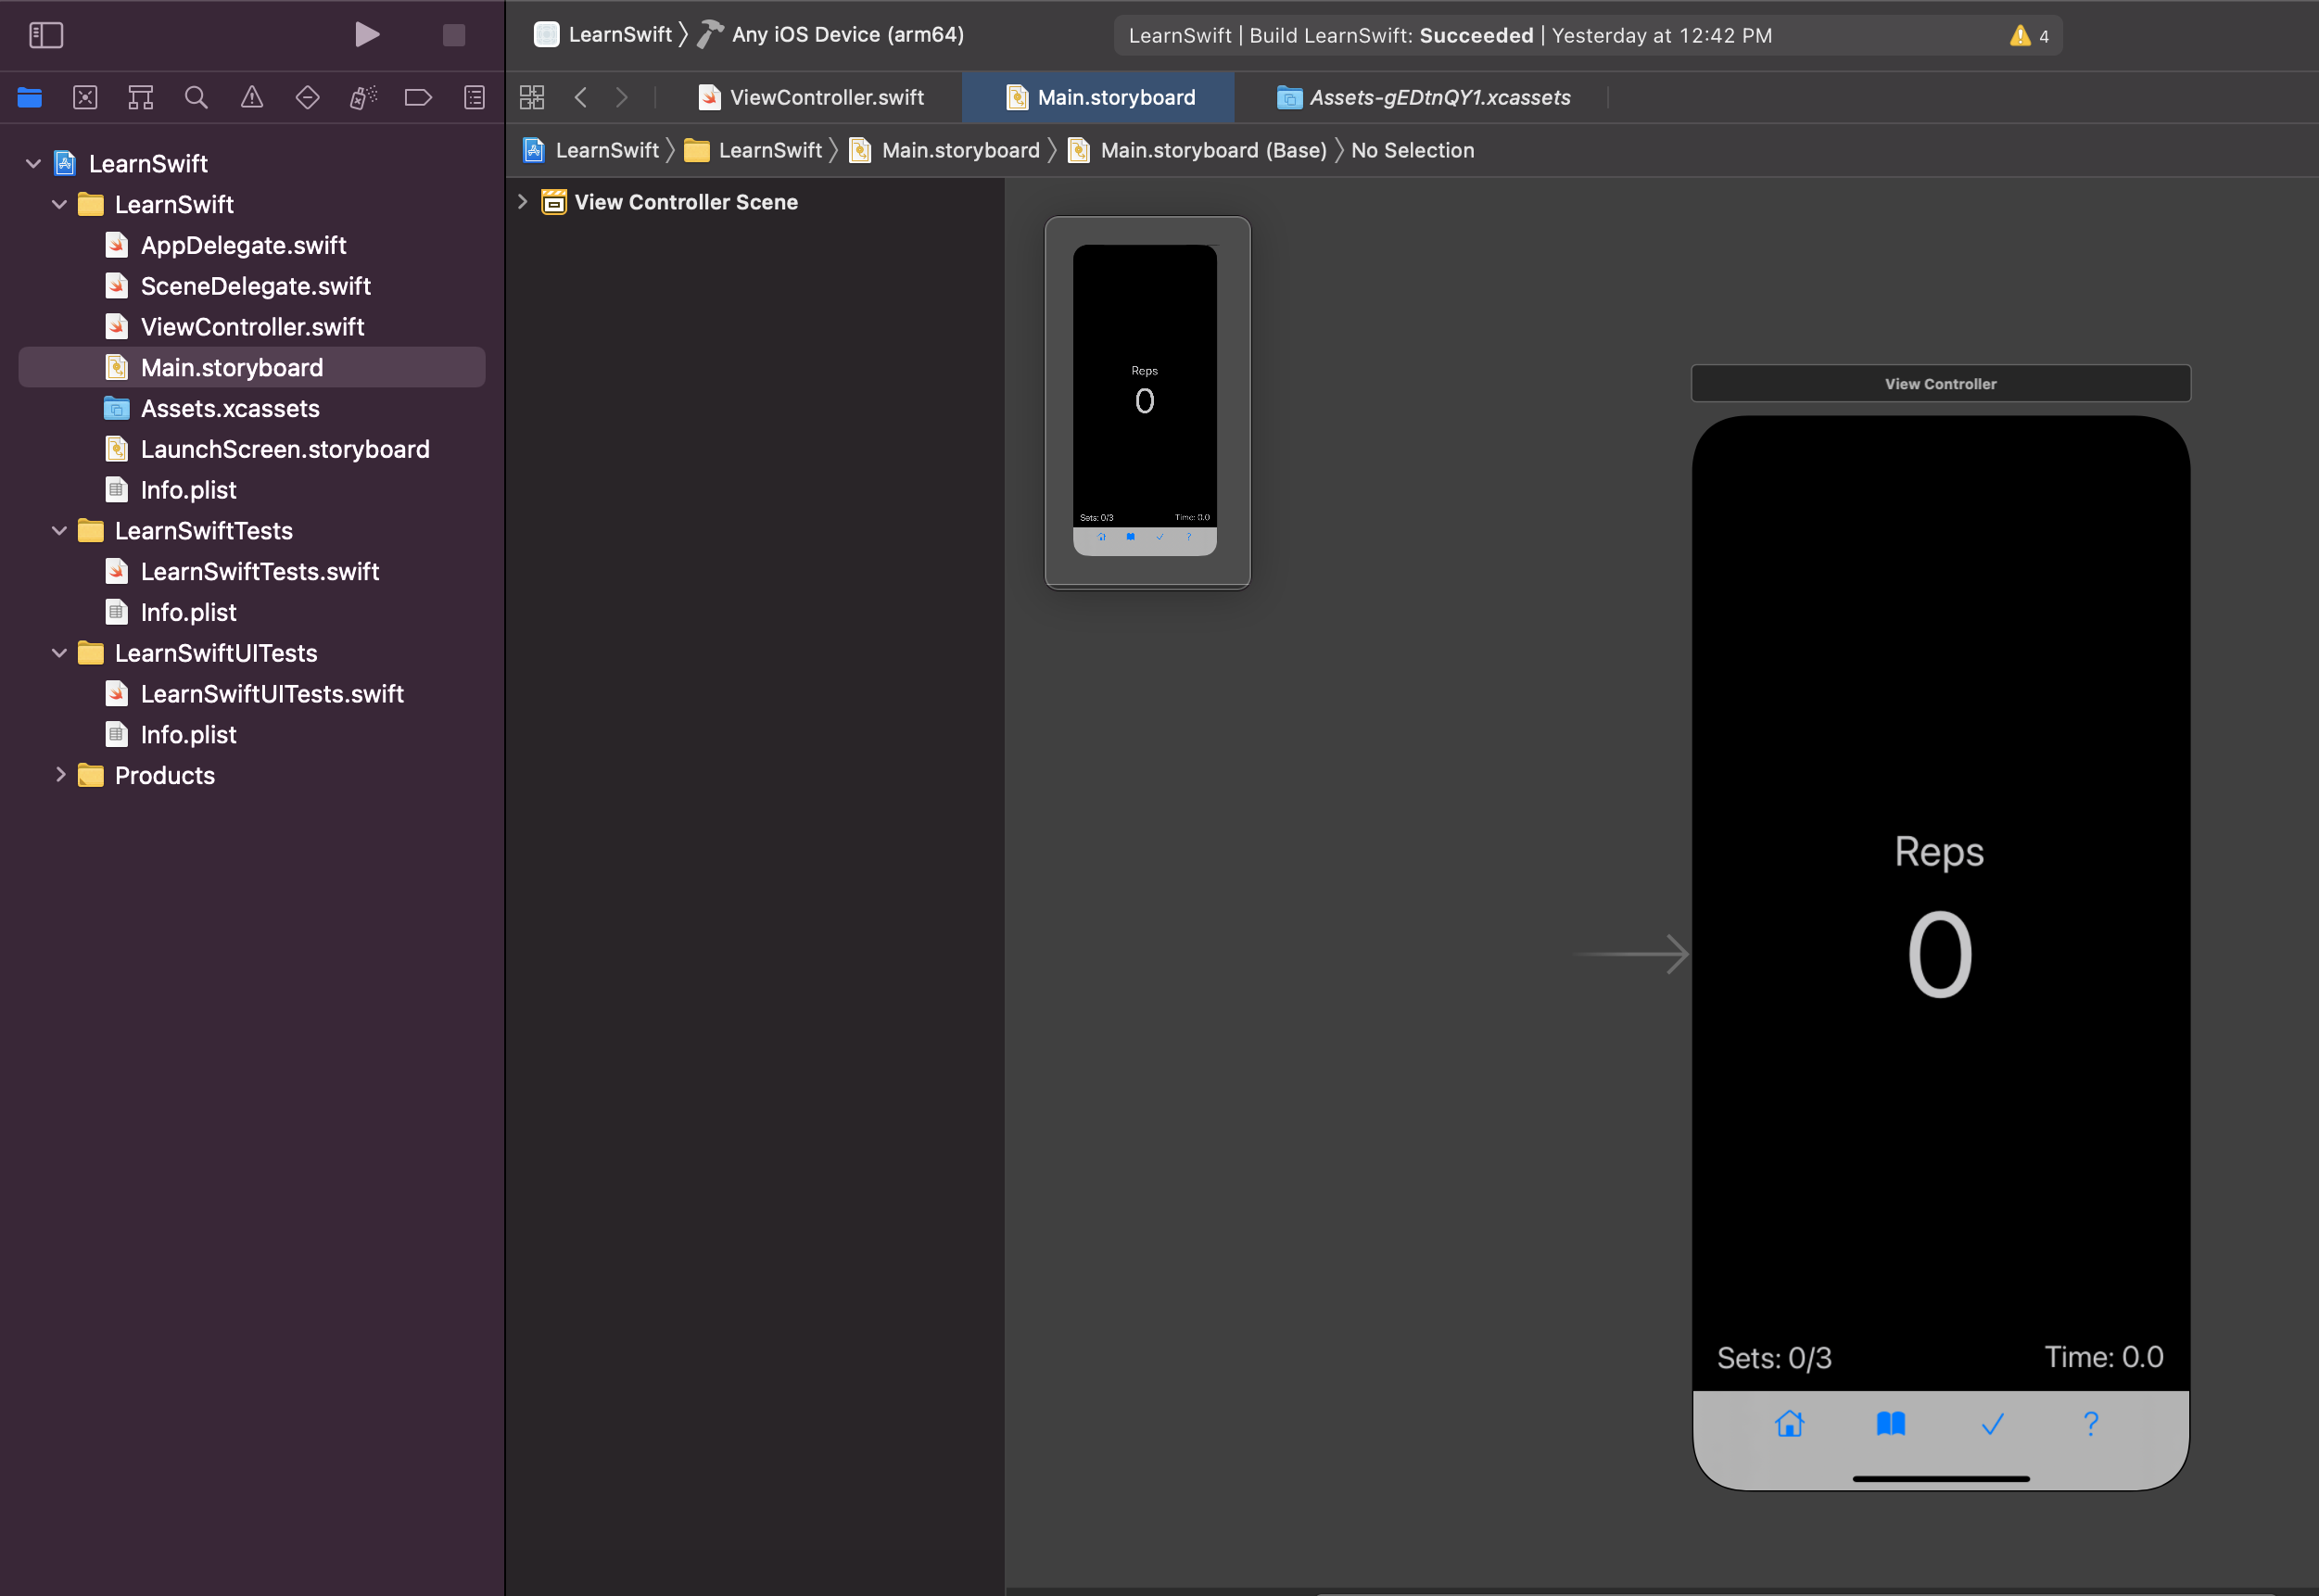 LearnSwift Any iOS Device (arm64) LearnSwift | Build LearnSwift: Succeeded | Yesterday at 12:42 PM 4
ViewController.swift Main.storyboard Assets-gEDtnQY1.xcassets
LearnSwift LearnSwift Main.storyboard Main.storyboard (Base) No Selection
LearnSwift
LearnSwift
AppDelegate.swift
SceneDelegate.swift
ViewController.swift
Main.storyboard
Assets.xcassets
LaunchScreen.storyboard
Info.plist
LearnSwiftTests
LearnSwiftTests.swift
Info.plist
LearnSwiftUITests
LearnSwiftUITests.swift
Info.plist
Products
View Controller Scene
Reps
0
Sets: 0/3 Time: 0.0
?
View Controller
Reps
0
Sets: 0/3 Time: 0.0
?